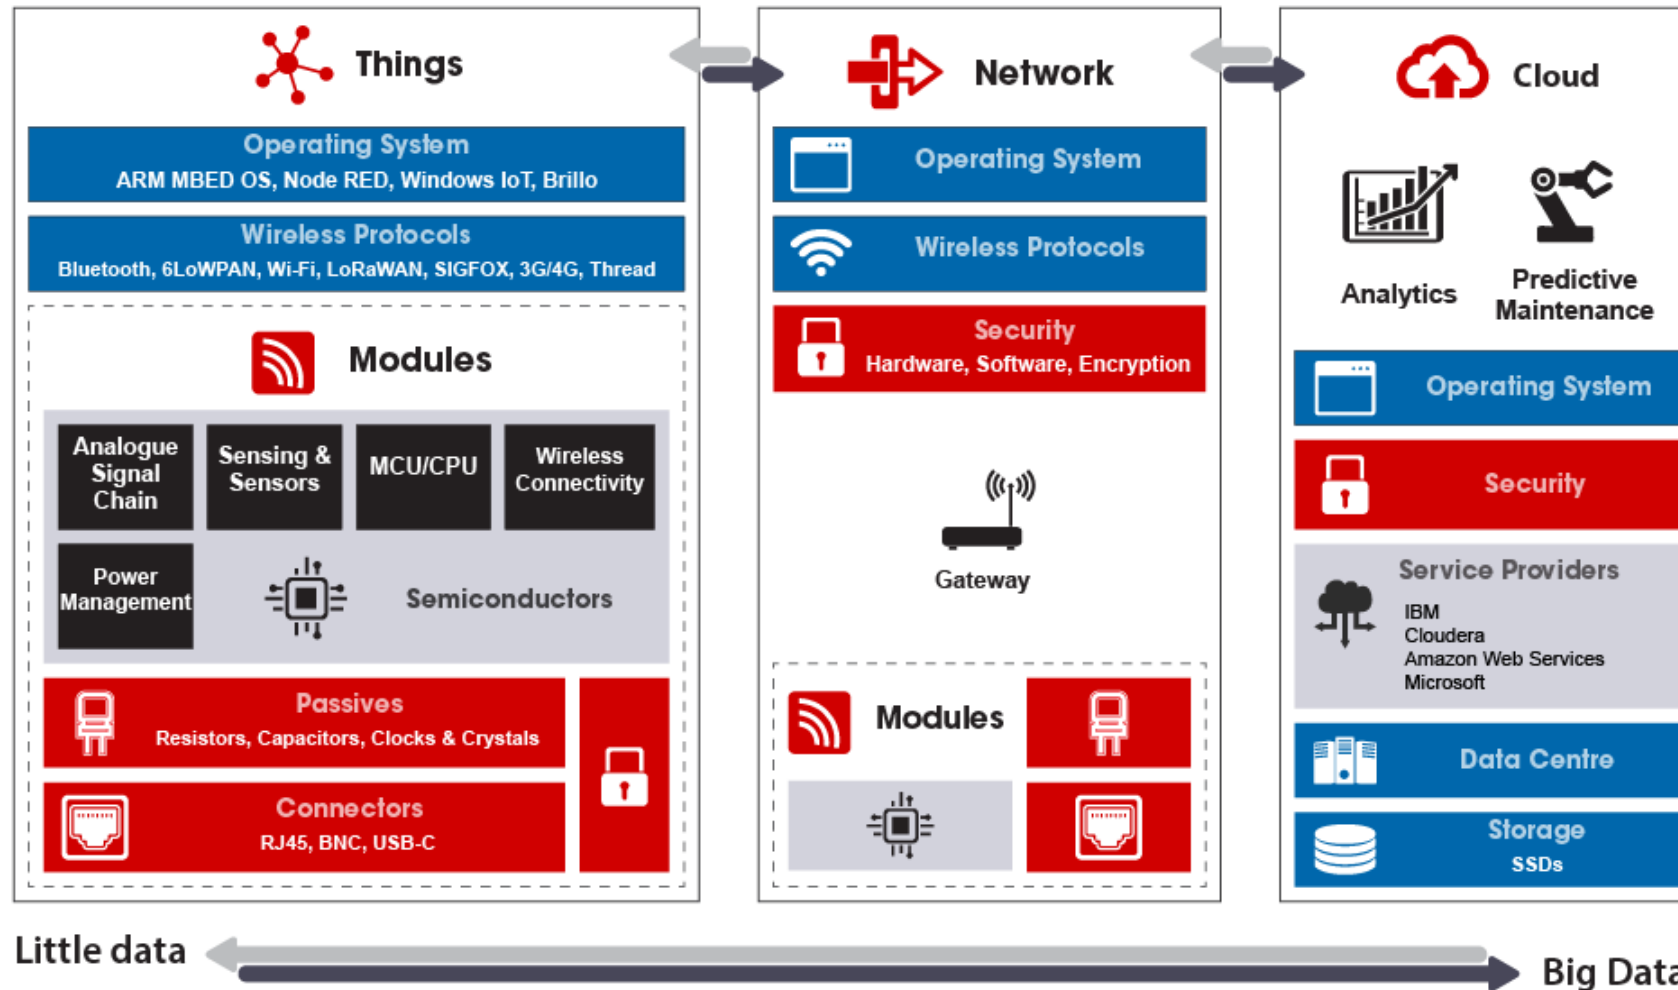 Things
Operating System
ARM MBED OS, Node RED, Windows IoT, Brillo
Wireless Protocols
Bluetooth, 6LoWPAN, Wi-Fi, LoRaWAN, SIGFOX, 3G/4G, Thread
Modules
Analogue
Signal
Chain
Sensing &
Sensors
MCU/CPU
Wireless
Connectivity
Power
Management
Semiconductors
Passives
Resistors, Capacitors, Clocks & Crystals
Connectors
RJ45, BNC, USB-C
Network
Operating System
Wireless Protocols
Security
Hardware, Software, Encryption
Gateway
Modules
Cloud
Analytics
Predictive
Maintenance
Operating System
Security
Service Providers
IBM
Cloudera
Amazon Web Services
Microsoft
Data Centre
Storage
SSDs
Little data
Big Data